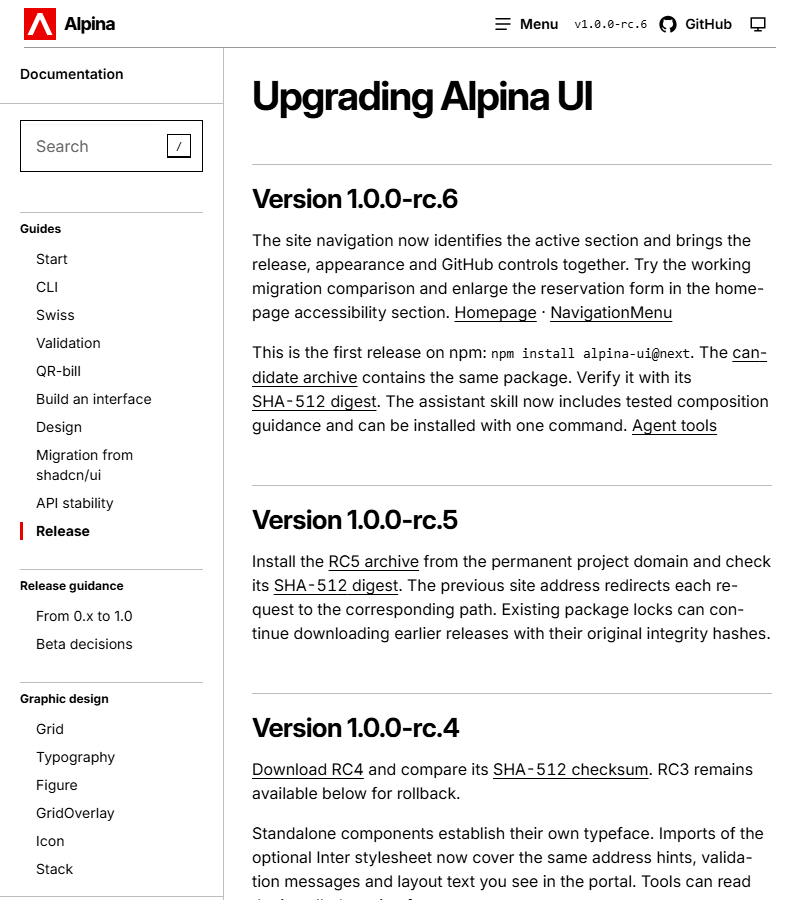 Alpina
Menu
v1.0.0-rc.6
GitHub
Documentation
Search
/
Guides
Start
CLI
Swiss
Validation
QR-bill
Build an interface
Design
Migration from
shadcn/ui
API stability
Release
Release guidance
From 0.x to 1.0
Beta decisions
Graphic design
Grid
Typography
Figure
GridOverlay
Icon
Stack
Upgrading Alpina UI
Version 1.0.0-rc.6
The site navigation now identifies the active section and brings the
release, appearance and GitHub controls together. Try the working
migration comparison and enlarge the reservation form in the home-
page accessibility section. Homepage · NavigationMenu
This is the first release on npm: npm install alpina-ui@next. The can-
didate archive contains the same package. Verify it with its
SHA-512 digest. The assistant skill now includes tested composition
guidance and can be installed with one command. Agent tools
Version 1.0.0-rc.5
Install the RC5 archive from the permanent project domain and check
its SHA-512 digest. The previous site address redirects each re-
quest to the corresponding path. Existing package locks can con-
tinue downloading earlier releases with their original integrity hashes.
Version 1.0.0-rc.4
Download RC4 and compare its SHA-512 checksum. RC3 remains
available below for rollback.
Standalone components establish their own typeface. Imports of the
optional Inter stylesheet now cover the same address hints, valida-
tion messages and layout text you see in the portal. Tools can read